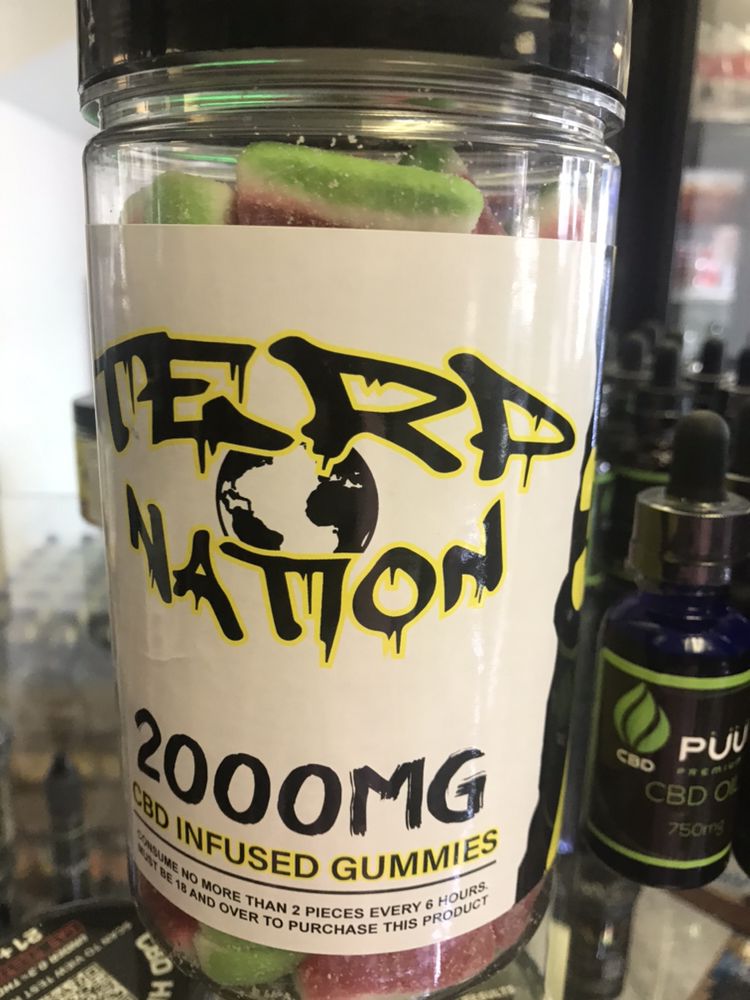 TERP
NATION
2000MG
CBD INFUSED GUMMIES
CONSUME NO MORE THAN 2 PIECES EVERY 6 HOURS.
MUST BE 18 AND OVER TO PURCHASE THIS PRODUCT
CBD
PREMIUM
CBD OIL
750mg
21+